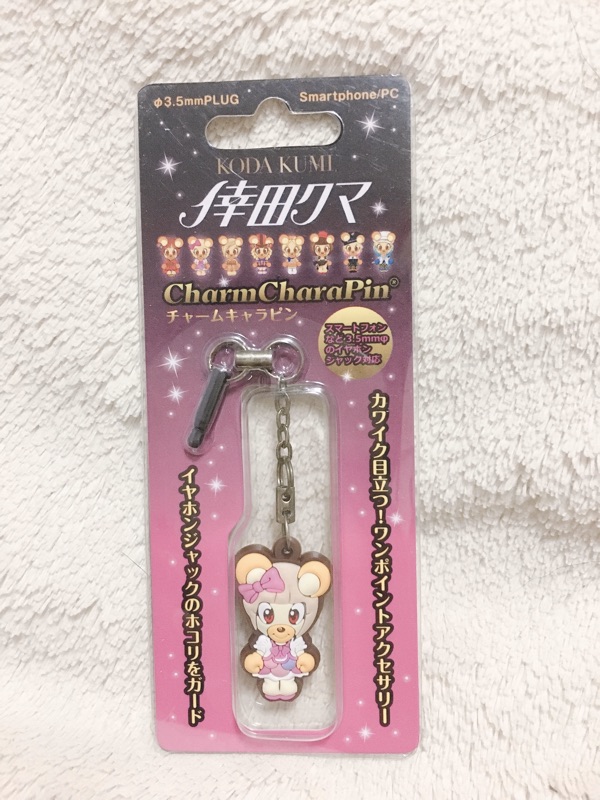 φ3.5mmPLUG
Smartphone/PC
KODA KUMI
倖田クマ
CharmCharaPin®
チャームキャラピン
スマートフォン
など3.5mmφ
のイヤホン
ジャック対応
カワイク目立つ！ワンポイントアクセサリー
イヤホンジャックのホコリをガード